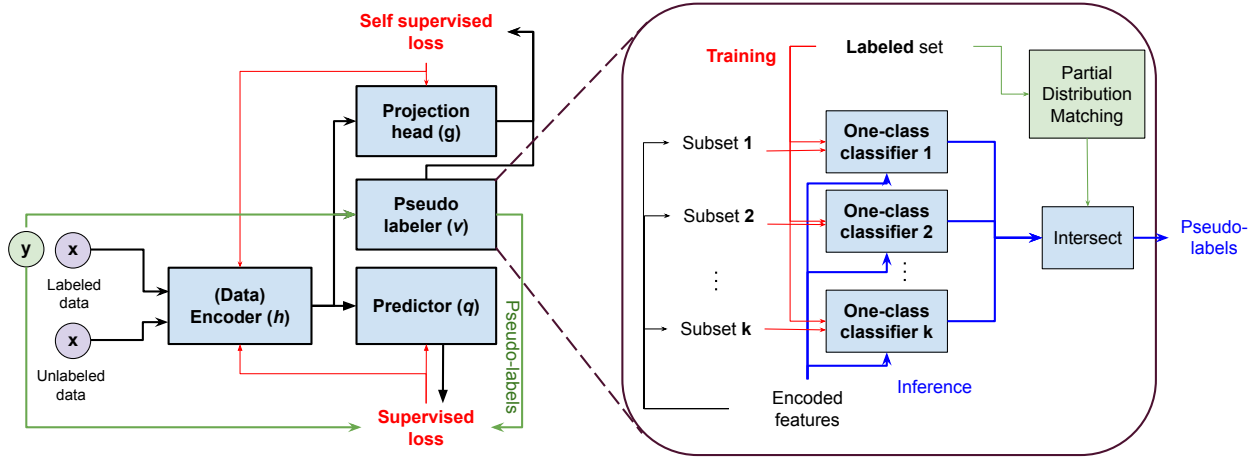 Self supervised
loss
Projection
head (g)
Pseudo
labeler (v)
y
x
Labeled
data
x
Unlabeled
data
(Data)
Encoder (h)
Predictor (q)
Pseudo-labels
Supervised
loss
Training
Labeled set
Partial
Distribution
Matching
Subset 1
One-class
classifier 1
Subset 2
One-class
classifier 2
Intersect
Pseudo-
labels
...
...
Subset k
One-class
classifier k
Encoded
features
Inference